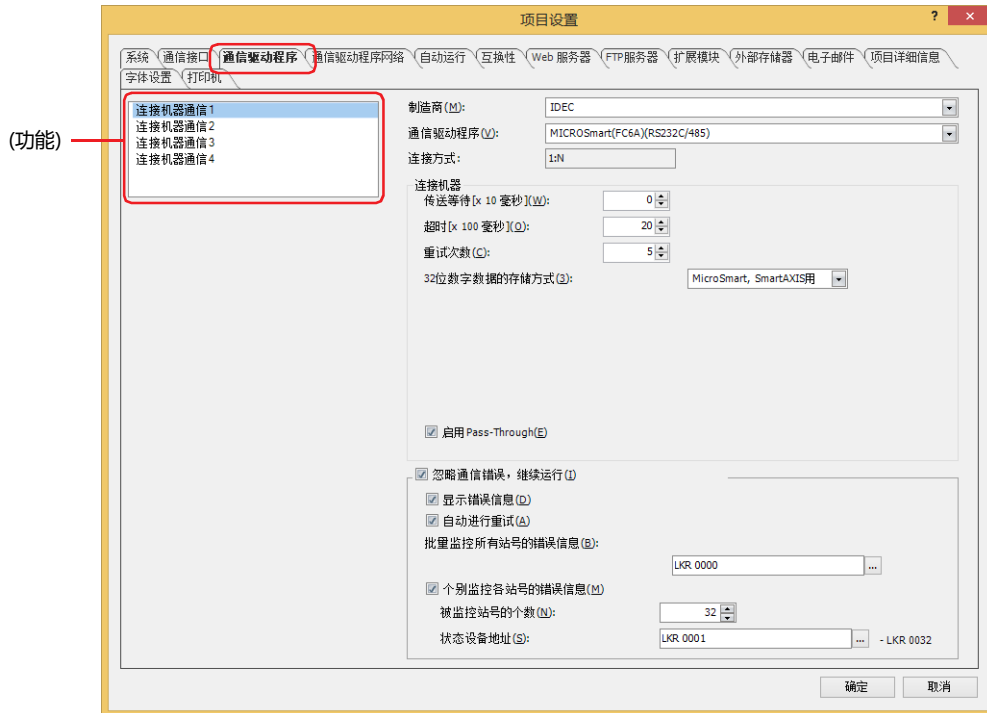 项目设置 ? ×
系统 通信接口 通信驱动程序 通信驱动程序网络 自动运行 互换性 Web 服务器 FTP服务器 扩展模块 外部存储器 电子邮件 项目详细信息
字体设置 打印机
(功能)
连接机器通信1
连接机器通信2
连接机器通信3
连接机器通信4
制造商(M): IDEC
通信驱动程序(V): MICROSmart(FC6A)(RS232C/485)
连接方式: 1:N
连接机器
传送等待[x 10 毫秒](W): 0
超时[x 100 毫秒](O): 20
重试次数(C): 5
32位数字数据的存储方式(3): MicroSmart, SmartAXIS用
启用Pass-Through(E)
忽略通信错误，继续运行(I)
显示错误信息(D)
自动进行重试(A)
批量监控所有站号的错误信息(B):
LKR 0000 ...
个别监控各站号的错误信息(M)
被监控站号的个数(N): 32
状态设备地址(S): LKR 0001 ... - LKR 0032
确定 取消